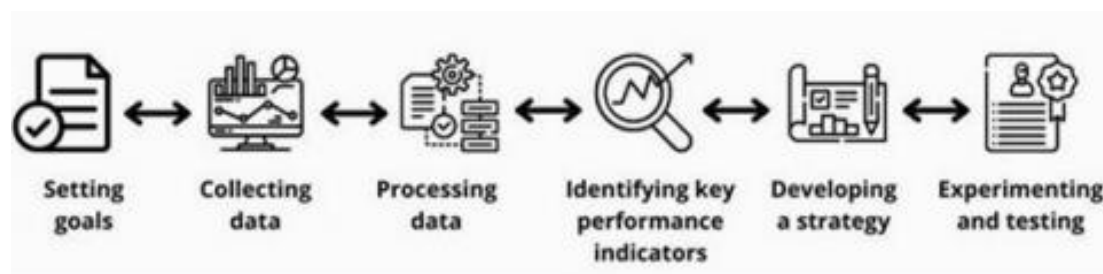 Setting
goals
Collecting
data
Processing
data
Identifying key
performance
indicators
Developing
a strategy
Experimenting
and testing